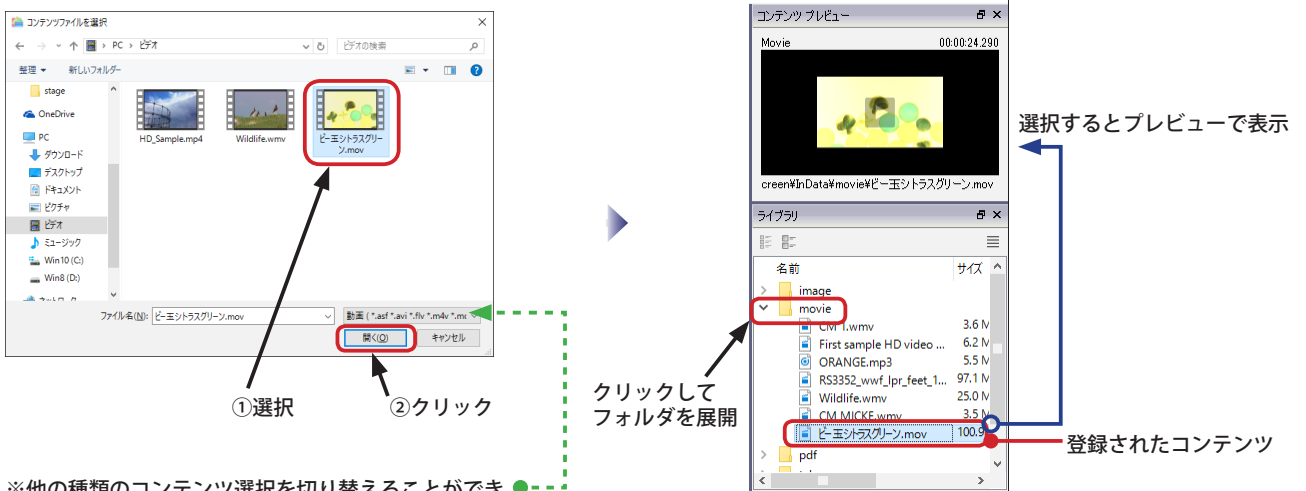 コンテンツファイルを選択
PC › ビデオ
ビデオの検索
整理
新しいフォルダー
stage
OneDrive
PC
ダウンロード
デスクトップ
ドキュメント
ピクチャ
ビデオ
ミュージック
Win10 (C:)
Win8 (D:)
HD_Sample.mp4
Wildlife.wmv
ビー玉シトラスグリー
ン.mov
ファイル名(N):
ビー玉シトラスグリーン.mov
動画 ( *.asf *.avi *.flv *.m4v *.mo
開く(O)
キャンセル
①選択
②クリック
※他の種類のコンテンツ選択を切り替えることができ
コンテンツ プレビュー
Movie
00:00:24.290
creen¥InData¥movie¥ビー玉シトラスグリーン.mov
選択するとプレビューで表示
ライブラリ
名前
サイズ
image
movie
CM 1.wmv
3.6 M
First sample HD video ...
6.2 M
ORANGE.mp3
5.5 M
RS3352_wwf_lpr_feet_1...
97.1 M
Wildlife.wmv
25.0 M
CM MICKE.wmv
3.5 M
ビー玉シトラスグリーン.mov
100.9
pdf
クリックして
フォルダを展開
登録されたコンテンツ